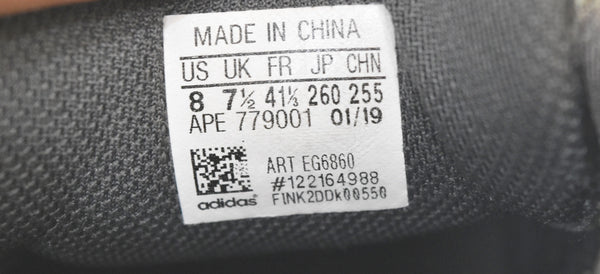 MADE IN CHINA
US UK FR JP CHN
8 7½ 41⅓ 260 255
APE 779001 01/19
ART EG6860
#122164988
adidas
FINK2DDK00550